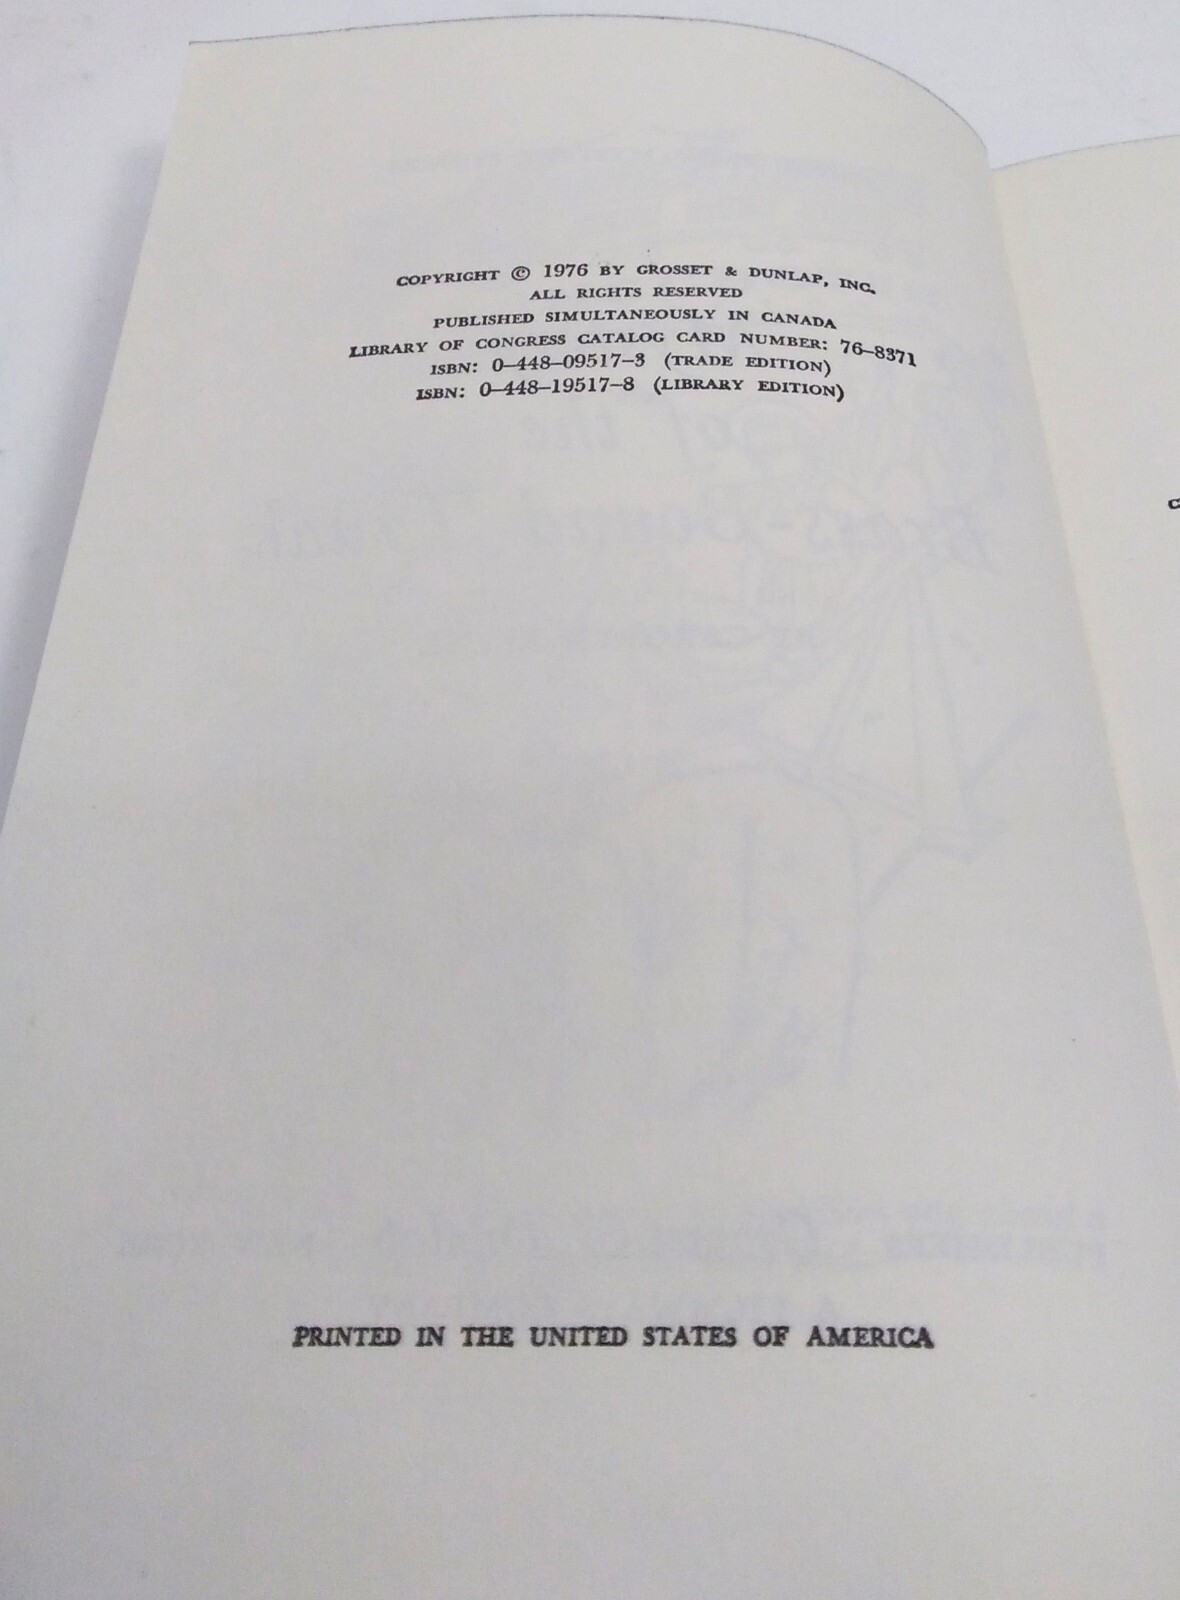 COPYRIGHT © 1976 BY GROSSET & DUNLAP, INC.
ALL RIGHTS RESERVED
PUBLISHED SIMULTANEOUSLY IN CANADA
LIBRARY OF CONGRESS CATALOG CARD NUMBER: 76–8371
ISBN: 0–448–09517–3 (TRADE EDITION)
ISBN: 0–448–19517–8 (LIBRARY EDITION)
PRINTED IN THE UNITED STATES OF AMERICA